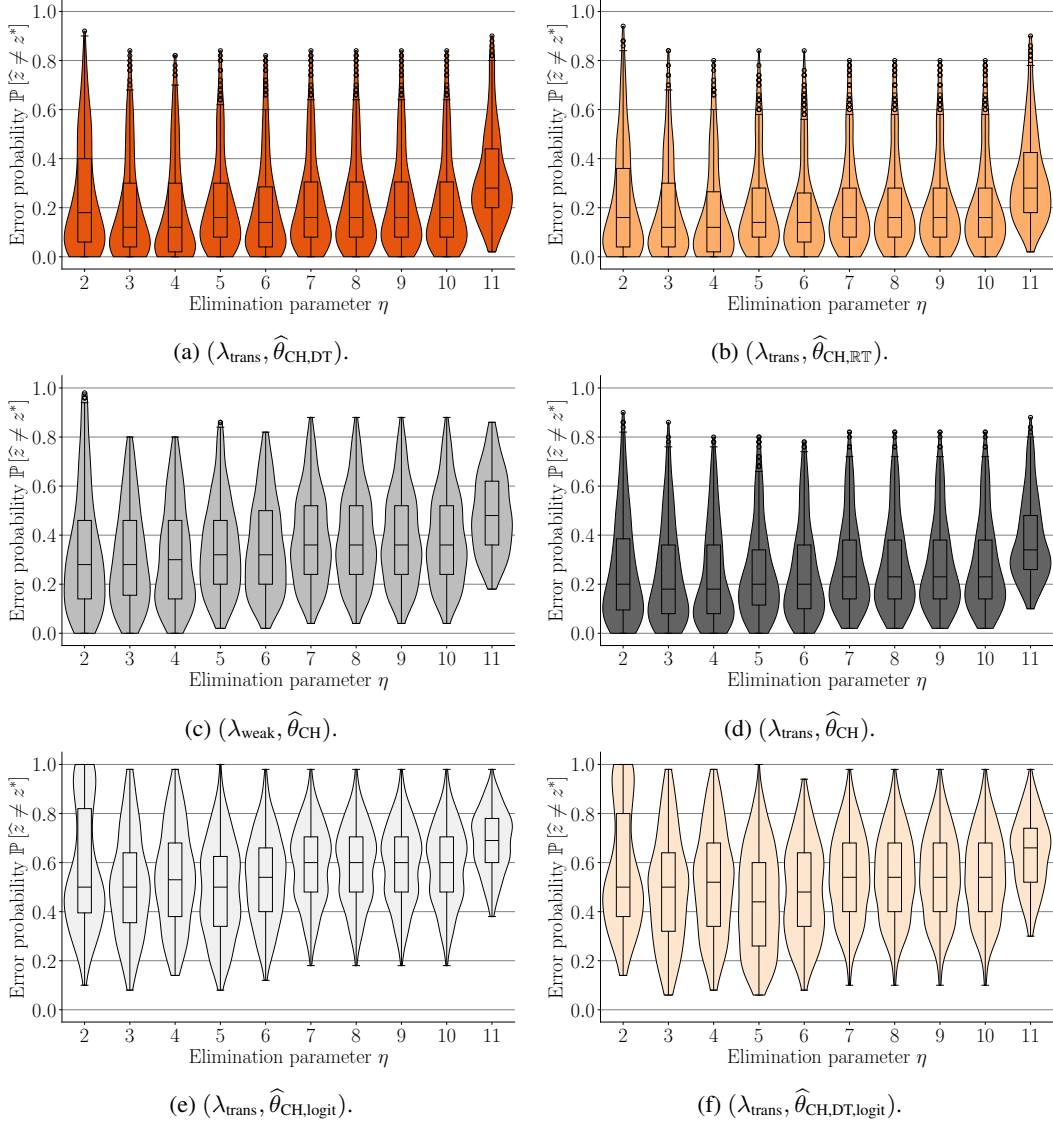 1.0
0.8
0.6
0.4
0.2
0.0
Error probability ℙ[ẑ ≠ z*]
2 3 4 5 6 7 8 9 10 11
Elimination parameter η
(a) (λ_trans, θ̂_CH,DT).
1.0
0.8
0.6
0.4
0.2
0.0
Error probability ℙ[ẑ ≠ z*]
2 3 4 5 6 7 8 9 10 11
Elimination parameter η
(b) (λ_trans, θ̂_CH,ℝ𝕋).
1.0
0.8
0.6
0.4
0.2
0.0
Error probability ℙ[ẑ ≠ z*]
2 3 4 5 6 7 8 9 10 11
Elimination parameter η
(c) (λ_weak, θ̂_CH).
1.0
0.8
0.6
0.4
0.2
0.0
Error probability ℙ[ẑ ≠ z*]
2 3 4 5 6 7 8 9 10 11
Elimination parameter η
(d) (λ_trans, θ̂_CH).
1.0
0.8
0.6
0.4
0.2
0.0
Error probability ℙ[ẑ ≠ z*]
2 3 4 5 6 7 8 9 10 11
Elimination parameter η
(e) (λ_trans, θ̂_CH,logit).
1.0
0.8
0.6
0.4
0.2
0.0
Error probability ℙ[ẑ ≠ z*]
2 3 4 5 6 7 8 9 10 11
Elimination parameter η
(f) (λ_trans, θ̂_CH,DT,logit).